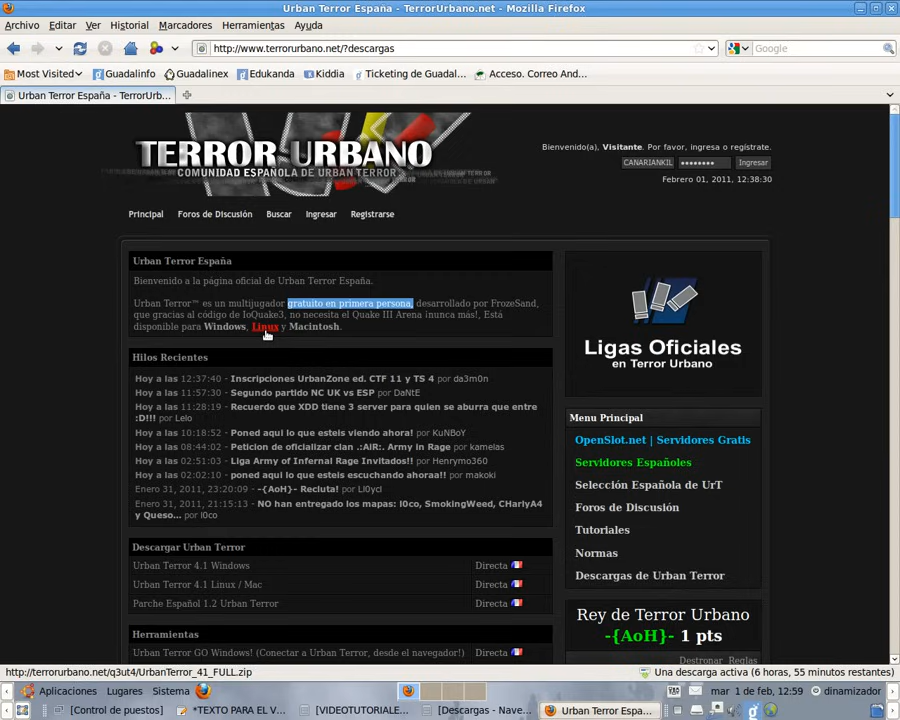 Urban Terror España - TerrorUrbano.net - Mozilla Firefox
Archivo Editar Ver Historial Marcadores Herramientas Ayuda
http://www.terrorurbano.net/?descargas
Google
Most Visited Guadalinfo Guadalinex Edukanda Kiddia Ticketing de Guadal... Acceso. Correo And...
Urban Terror España - TerrorUrb...
TERROR URBANO
COMUNIDAD ESPAÑOLA DE URBAN TERROR
Bienvenido(a), Visitante. Por favor, ingresa o regístrate.
CANARIANKIL •••••••• Ingresar
Febrero 01, 2011, 12:38:30
Principal Foros de Discusión Buscar Ingresar Registrarse
Urban Terror España
Bienvenido a la página oficial de Urban Terror España.
Urban Terror™ es un multijugador gratuito en primera persona, desarrollado por FrozeSand,
que gracias al código de IoQuake3, no necesita el Quake III Arena ¡nunca más!, Está
disponible para Windows, Linux y Macintosh.
Hilos Recientes
Hoy a las 12:37:40 - Inscripciones UrbanZone ed. CTF 11 y TS 4 por da3m0n
Hoy a las 11:57:30 - Segundo partido NC UK vs ESP por DaNtE
Hoy a las 11:28:19 - Recuerdo que XDD tiene 3 server para quien se aburra que entre
:D!!! por Lelo
Hoy a las 10:18:52 - Poned aqui lo que esteis viendo ahora! por KuNBoY
Hoy a las 08:44:02 - Peticion de oficializar clan .:AIR:. Army in Rage por kamelas
Hoy a las 02:51:03 - Liga Army of Infernal Rage Invitados!! por Henrymo360
Hoy a las 02:02:10 - poned aqui lo que esteis escuchando ahoraa!! por makoki
Enero 31, 2011, 23:20:09 - -{AoH}- Recluta! por Ll0ycl
Enero 31, 2011, 21:15:13 - NO han entregado los mapas: l0co, SmokingWeed, CHarlyA4
y Queso... por l0co
Descargar Urban Terror
Urban Terror 4.1 Windows Directa
Urban Terror 4.1 Linux / Mac Directa
Parche Español 1.2 Urban Terror Directa
Herramientas
Urban Terror GO Windows! (Conectar a Urban Terror, desde el navegador!) Directa
Ligas Oficiales
en Terror Urbano
Menu Principal
OpenSlot.net | Servidores Gratis
Servidores Españoles
Selección Española de UrT
Foros de Discusión
Tutoriales
Normas
Descargas de Urban Terror
Rey de Terror Urbano
-{AoH}- 1 pts
Destronar Reglas
http://terrorurbano.net/q3ut4/UrbanTerror_41_FULL.zip
Una descarga activa (6 horas, 55 minutos restantes)
Aplicaciones Lugares Sistema
mar 1 de feb, 12:59 dinamizador
[Control de puestos] *TEXTO PARA EL V... [VIDEOTUTORIALE... [Descargas - Nave... Urban Terror Espa...